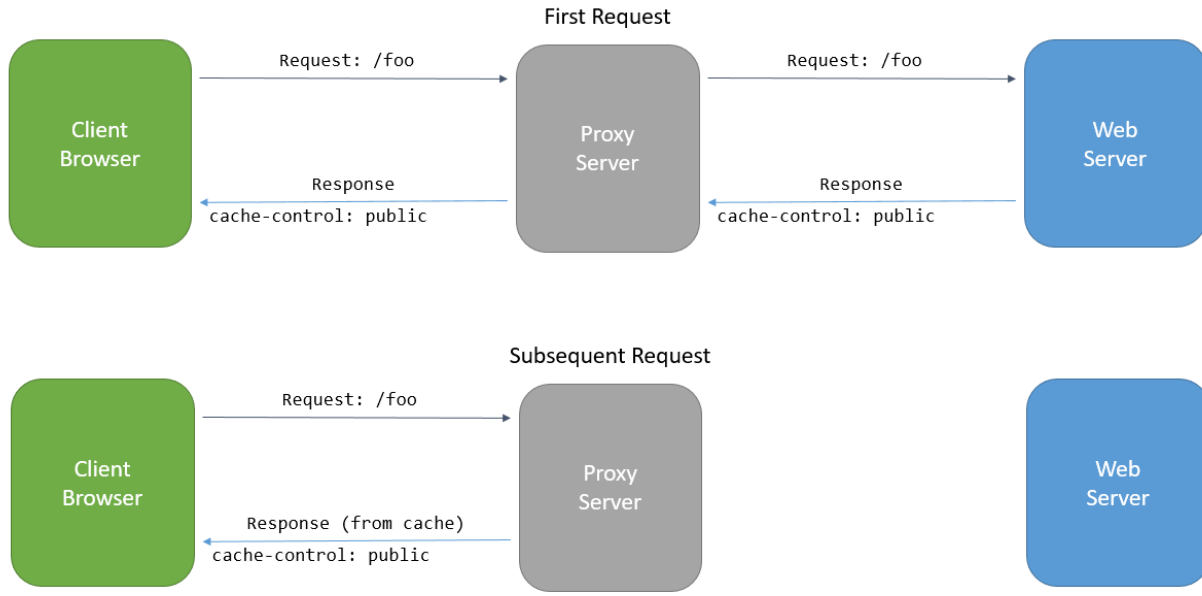 First Request
Request: /foo
Request: /foo
Client
Browser
Proxy
Server
Web
Server
Response
cache-control: public
Response
cache-control: public
Subsequent Request
Request: /foo
Client
Browser
Proxy
Server
Web
Server
Response (from cache)
cache-control: public